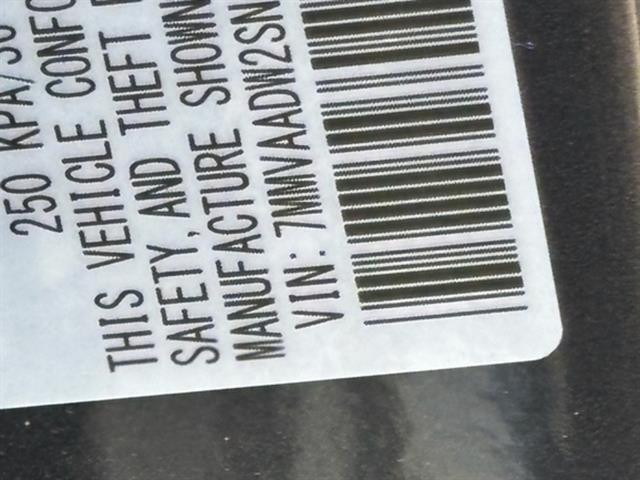 250 KPA/36
THIS VEHICLE CONFO
SAFETY, AND THEFT
MANUFACTURE SHOWN
VIN: 7MMVAADW2SN